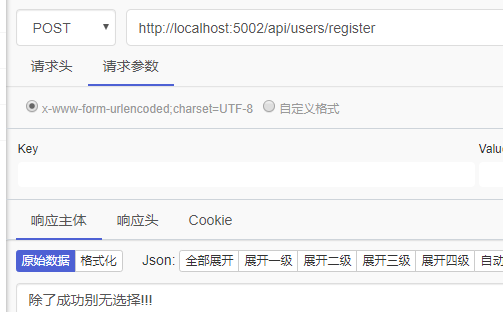 POST http://localhost:5002/api/users/register
请求头 请求参数
x-www-form-urlencoded;charset=UTF-8 自定义格式
Key Valu
响应主体 响应头 Cookie
原始数据 格式化 Json: 全部展开 展开一级 展开二级 展开三级 展开四级 自动
除了成功别无选择!!!